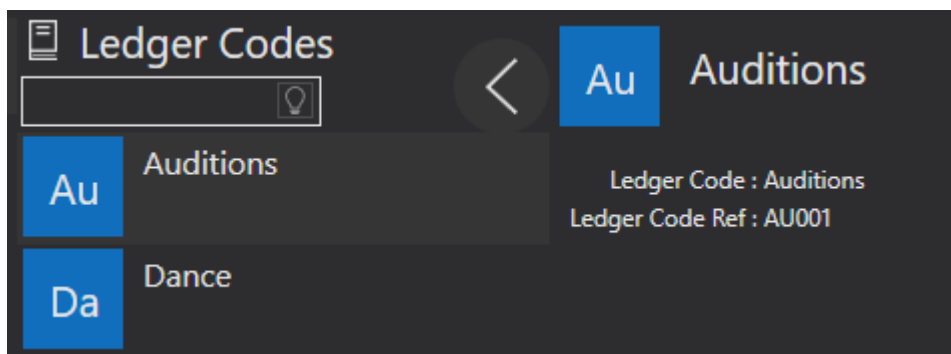 Ledger Codes
Au
Auditions
Da
Dance
Au
Auditions
Ledger Code : Auditions
Ledger Code Ref : AU001